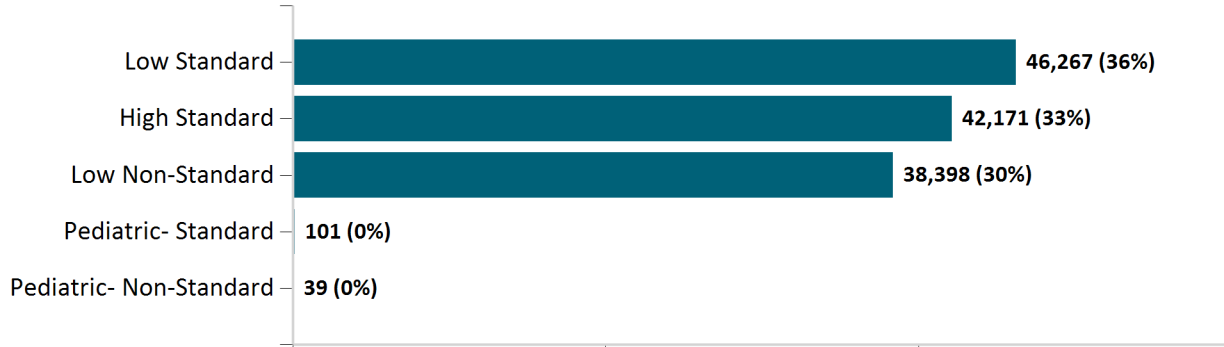 Low Standard 46,267 (36%)
High Standard 42,171 (33%)
Low Non-Standard 38,398 (30%)
Pediatric- Standard 101 (0%)
Pediatric- Non-Standard 39 (0%)